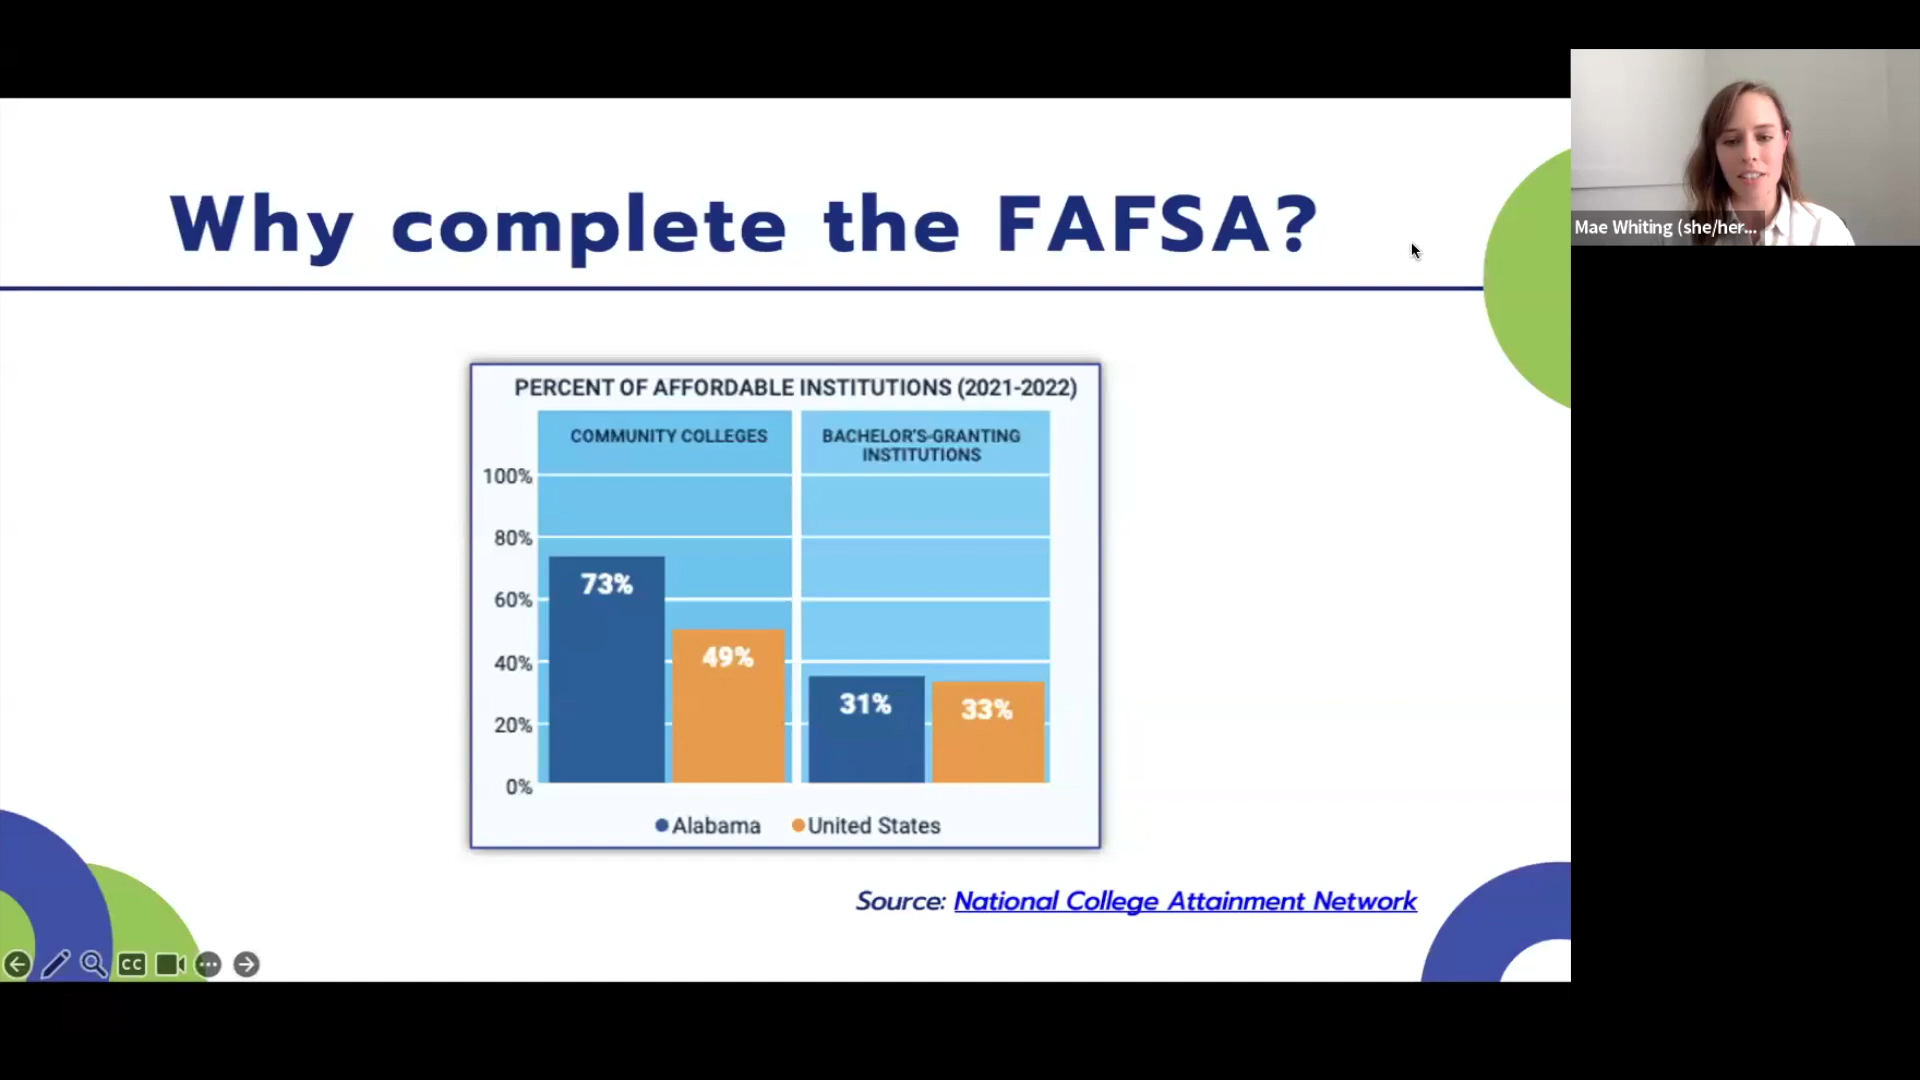 Why complete the FAFSA?
Mae Whiting (she/her...
PERCENT OF AFFORDABLE INSTITUTIONS (2021-2022)
COMMUNITY COLLEGES
BACHELOR'S-GRANTING
INSTITUTIONS
100%
80%
60%
40%
20%
0%
73%
49%
31%
33%
Alabama
United States
Source: National College Attainment Network
CC